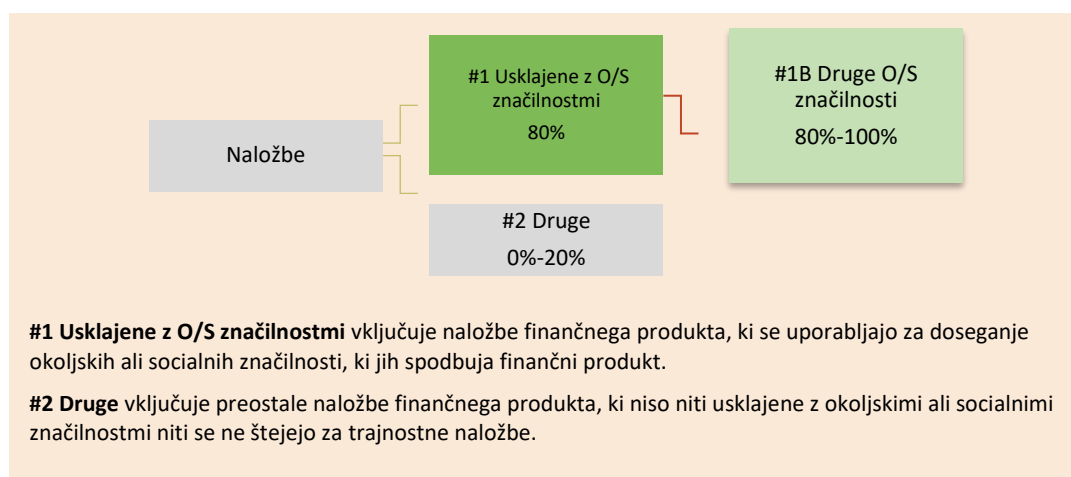 #1 Usklajene z O/S
značilnostmi
80%
#1B Druge O/S
značilnosti
80%-100%
Naložbe
#2 Druge
0%-20%
#1 Usklajene z O/S značilnostmi vključuje naložbe finančnega produkta, ki se uporabljajo za doseganje
okoljskih ali socialnih značilnosti, ki jih spodbuja finančni produkt.
#2 Druge vključuje preostale naložbe finančnega produkta, ki niso niti usklajene z okoljskimi ali socialnimi
značilnostmi niti se ne štejejo za trajnostne naložbe.